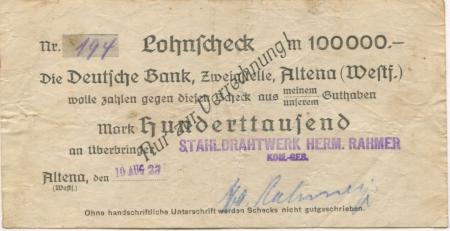 Nr. 194 Lohnscheck M 100000.—
Die Deutsche Bank, Zweigstelle, Altena (Westf.)
wolle zahlen gegen diesen Scheck aus meinem
unserem Guthaben
Mark Hunderttausend
an Überbringer STAHLDRAHTWERK HERM. RAHMER
KOM.-GES.
Nur zur Verrechnung!
Altena, den 10 AUG 23
(Westf.)
Rahmer
Ohne handschriftliche Unterschrift werden Schecks nicht gutgeschrieben.